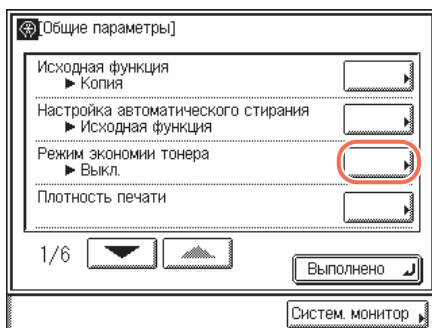 [Общие параметры]
Исходная функция
► Копия
Настройка автоматического стирания
► Исходная функция
Режим экономии тонера
► Выкл.
Плотность печати
1/6
Выполнено
Систем. монитор